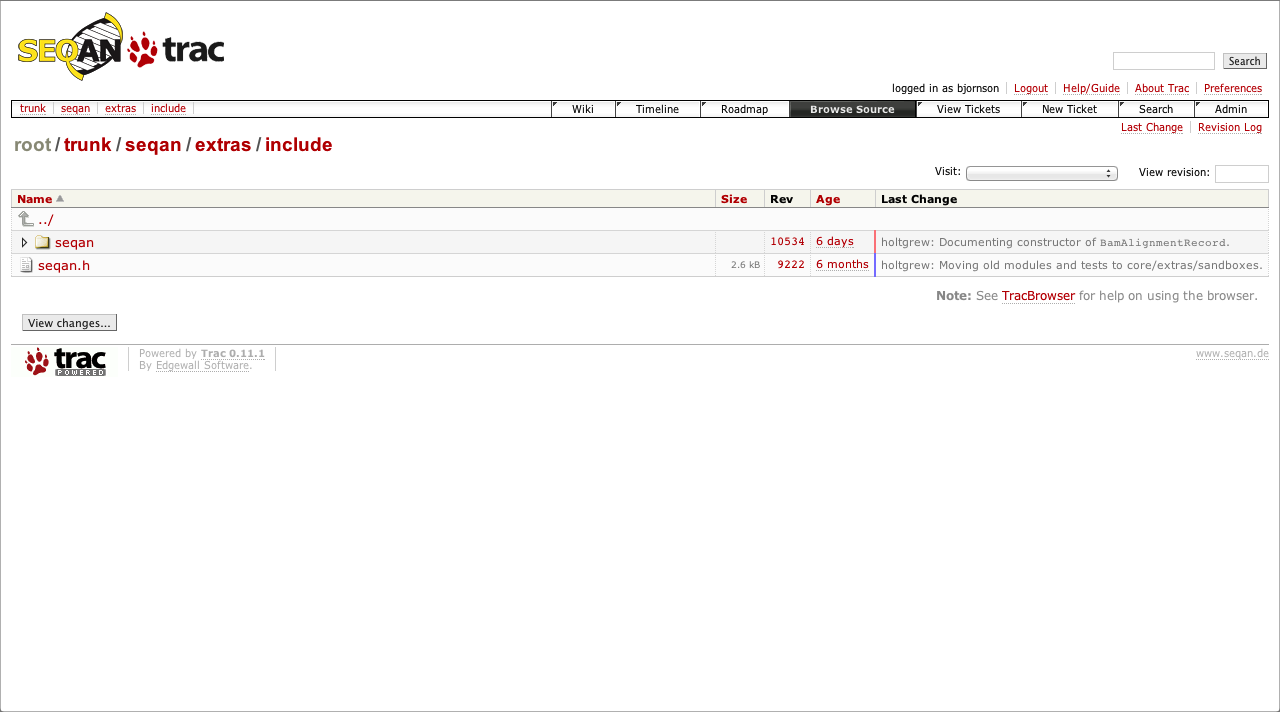 SEQAN trac
Search
logged in as bjornson Logout Help/Guide About Trac Preferences
trunk seqan extras include Wiki Timeline Roadmap Browse Source View Tickets New Ticket Search Admin
Last Change Revision Log
root / trunk / seqan / extras / include
Visit: View revision:
Name Size Rev Age Last Change
../
seqan 10534 6 days holtgrew: Documenting constructor of BamAlignmentRecord.
seqan.h 2.6 kB 9222 6 months holtgrew: Moving old modules and tests to core/extras/sandboxes.
Note: See TracBrowser for help on using the browser.
View changes...
trac POWERED
Powered by Trac 0.11.1
By Edgewall Software.
www.seqan.de